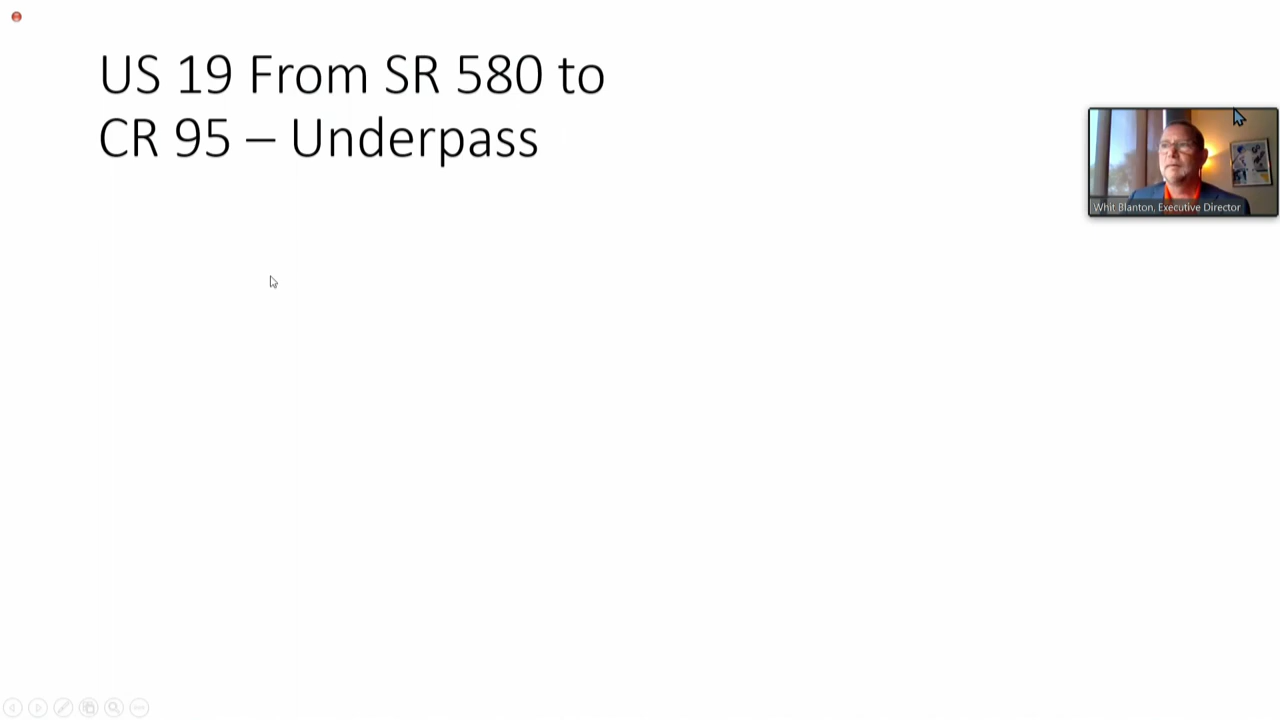 US 19 From SR 580 to
CR 95 – Underpass
Whit Blanton, Executive Director